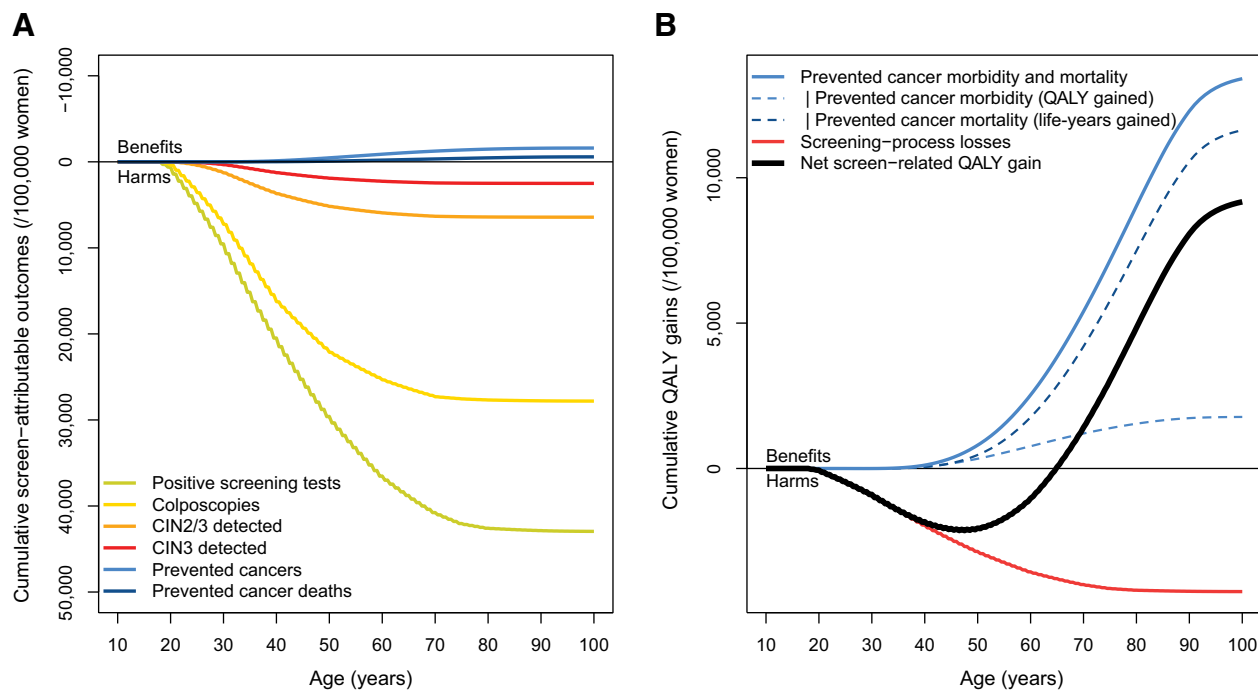 A
Cumulative screen−attributable outcomes (/100,000 women)
−10,000
0
10,000
20,000
30,000
40,000
50,000
Benefits
Harms
Positive screening tests
Colposcopies
CIN2/3 detected
CIN3 detected
Prevented cancers
Prevented cancer deaths
10 20 30 40 50 60 70 80 90 100
Age (years)
B
Cumulative QALY gains (/100,000 women)
10,000
5,000
0
Prevented cancer morbidity and mortality
| Prevented cancer morbidity (QALY gained)
| Prevented cancer mortality (life−years gained)
Screening−process losses
Net screen−related QALY gain
Benefits
Harms
10 20 30 40 50 60 70 80 90 100
Age (years)